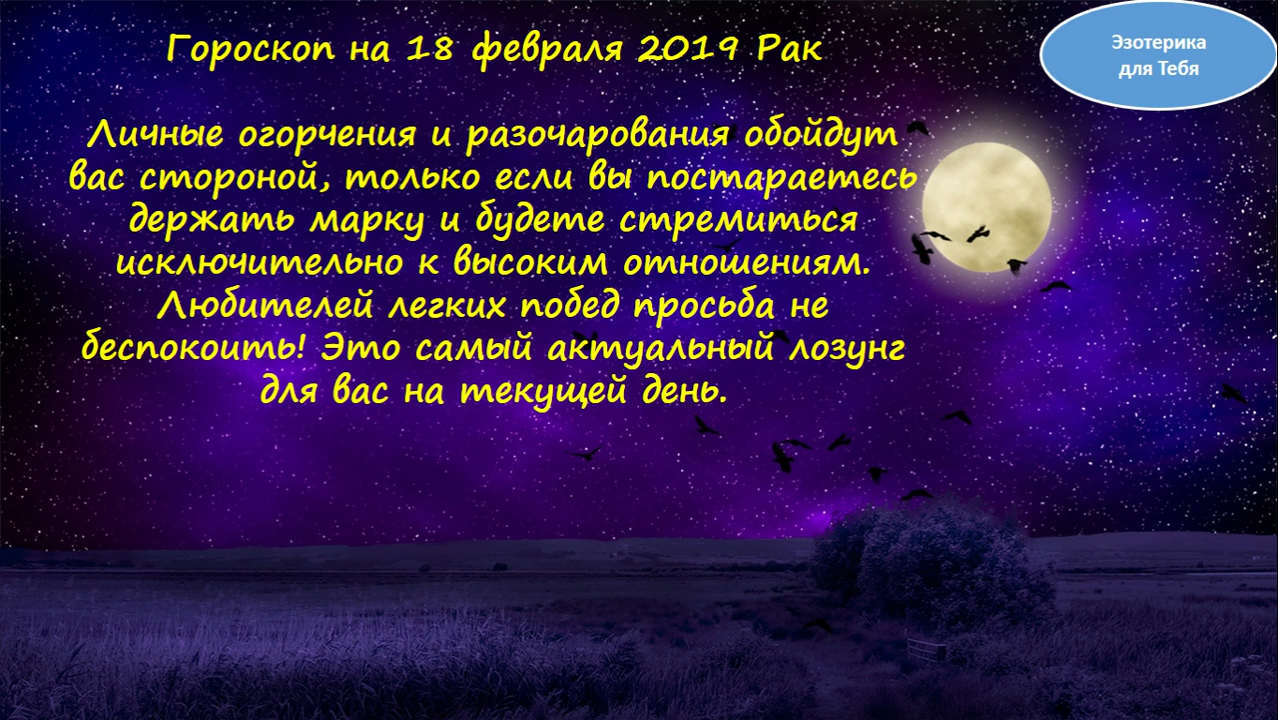 Гороскоп на 18 февраля 2019 Рак
Эзотерика
для Тебя
Личные огорчения и разочарования обойдут
вас стороной, только если вы постараетесь
держать марку и будете стремиться
исключительно к высоким отношениям.
Любителей легких побед просьба не
беспокоить! Это самый актуальный лозунг
для вас на текущей день.